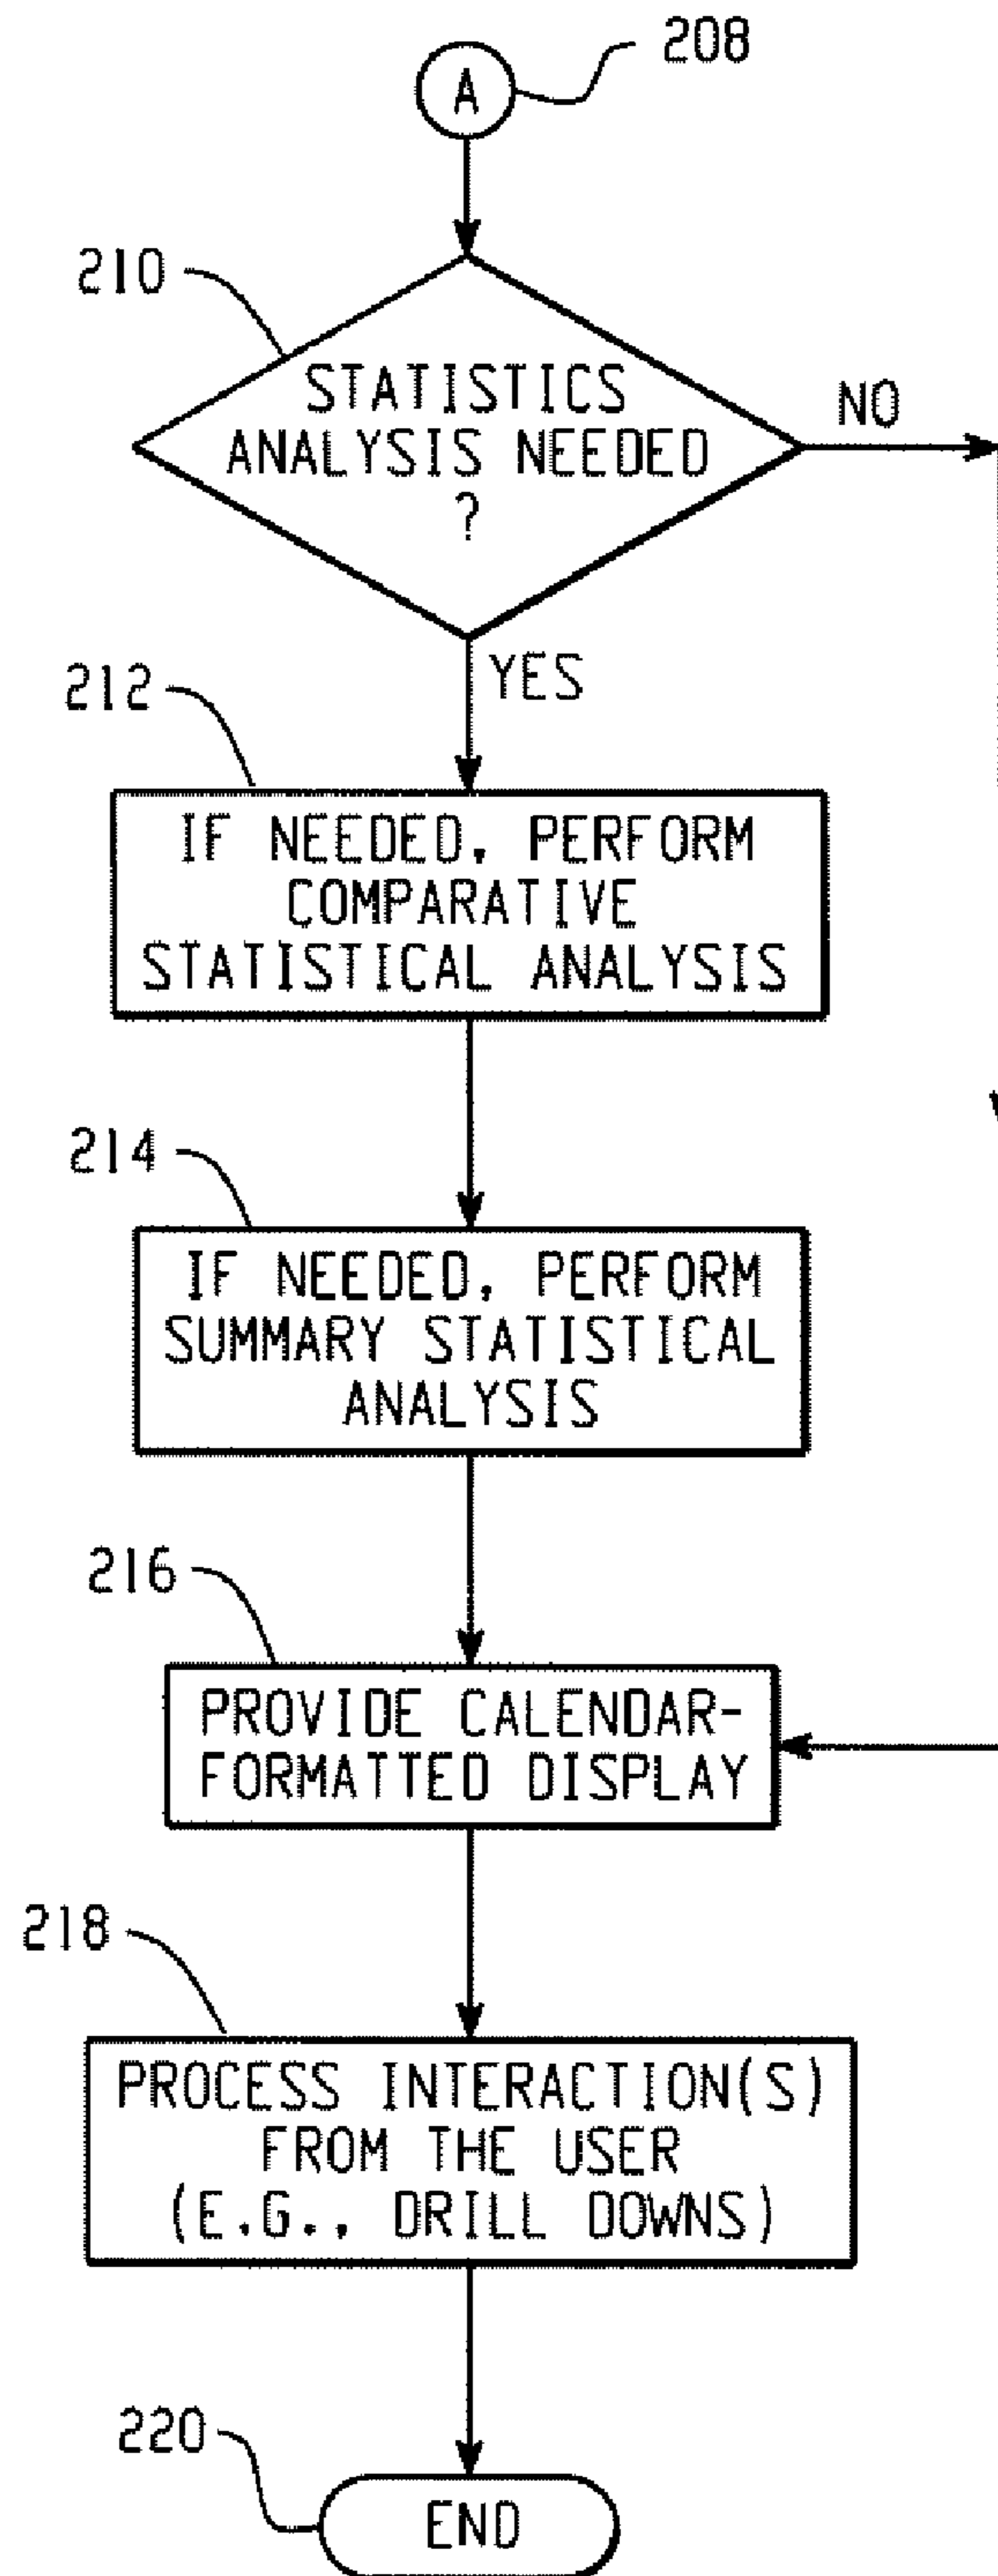 208
A
210
STATISTICS
ANALYSIS NEEDED
?
NO
YES
212
IF NEEDED, PERFORM
COMPARATIVE
STATISTICAL ANALYSIS
214
IF NEEDED, PERFORM
SUMMARY STATISTICAL
ANALYSIS
216
PROVIDE CALENDAR-
FORMATTED DISPLAY
218
PROCESS INTERACTION(S)
FROM THE USER
(E.G., DRILL DOWNS)
220
END